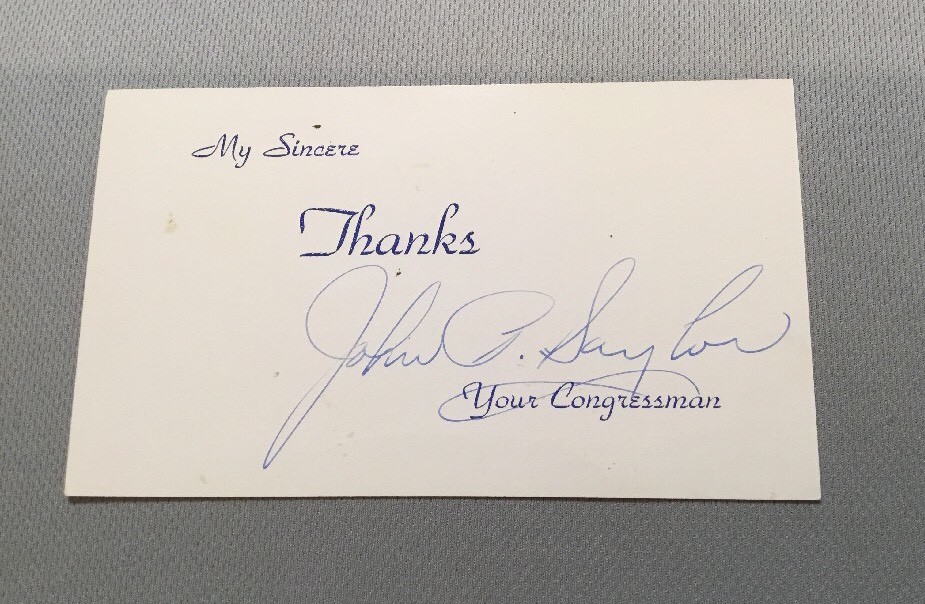 My Sincere
Thanks
John P. Saylor
Your Congressman